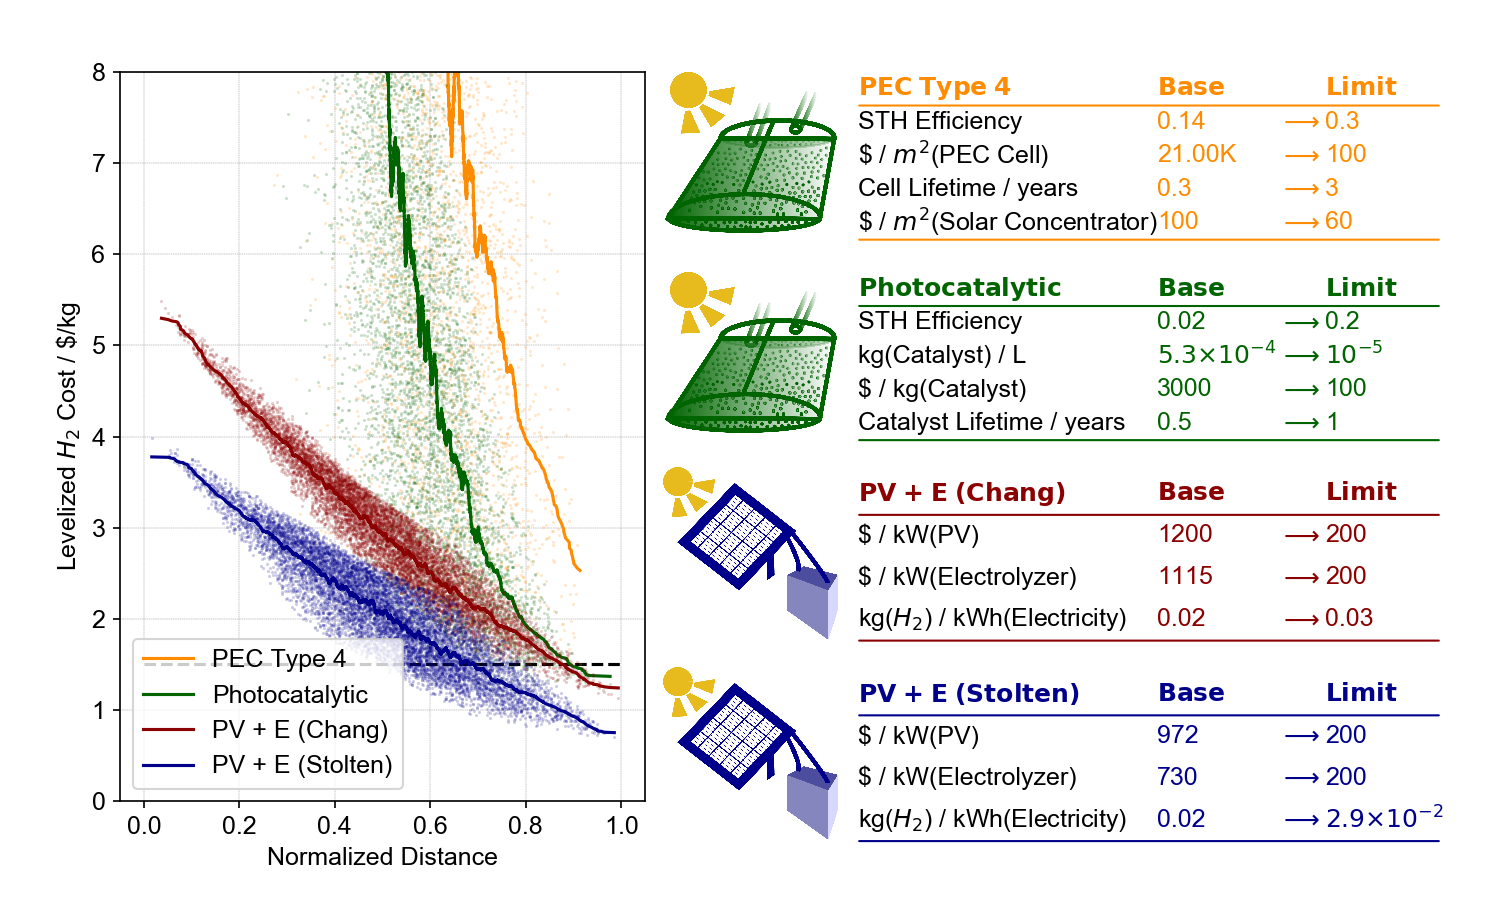 8
7
6
5
4
3
2
1
0
Levelized H₂ Cost / $/kg
0.0 0.2 0.4 0.6 0.8 1.0
Normalized Distance
PEC Type 4
Photocatalytic
PV + E (Chang)
PV + E (Stolten)
PEC Type 4 Base Limit
STH Efficiency 0.14 ⟶ 0.3
$ / m²(PEC Cell) 21.00K ⟶ 100
Cell Lifetime / years 0.3 ⟶ 3
$ / m²(Solar Concentrator) 100 ⟶ 60
Photocatalytic Base Limit
STH Efficiency 0.02 ⟶ 0.2
kg(Catalyst) / L 5.3×10⁻⁴ ⟶ 10⁻⁵
$ / kg(Catalyst) 3000 ⟶ 100
Catalyst Lifetime / years 0.5 ⟶ 1
PV + E (Chang) Base Limit
$ / kW(PV) 1200 ⟶ 200
$ / kW(Electrolyzer) 1115 ⟶ 200
kg(H₂) / kWh(Electricity) 0.02 ⟶ 0.03
PV + E (Stolten) Base Limit
$ / kW(PV) 972 ⟶ 200
$ / kW(Electrolyzer) 730 ⟶ 200
kg(H₂) / kWh(Electricity) 0.02 ⟶ 2.9×10⁻²